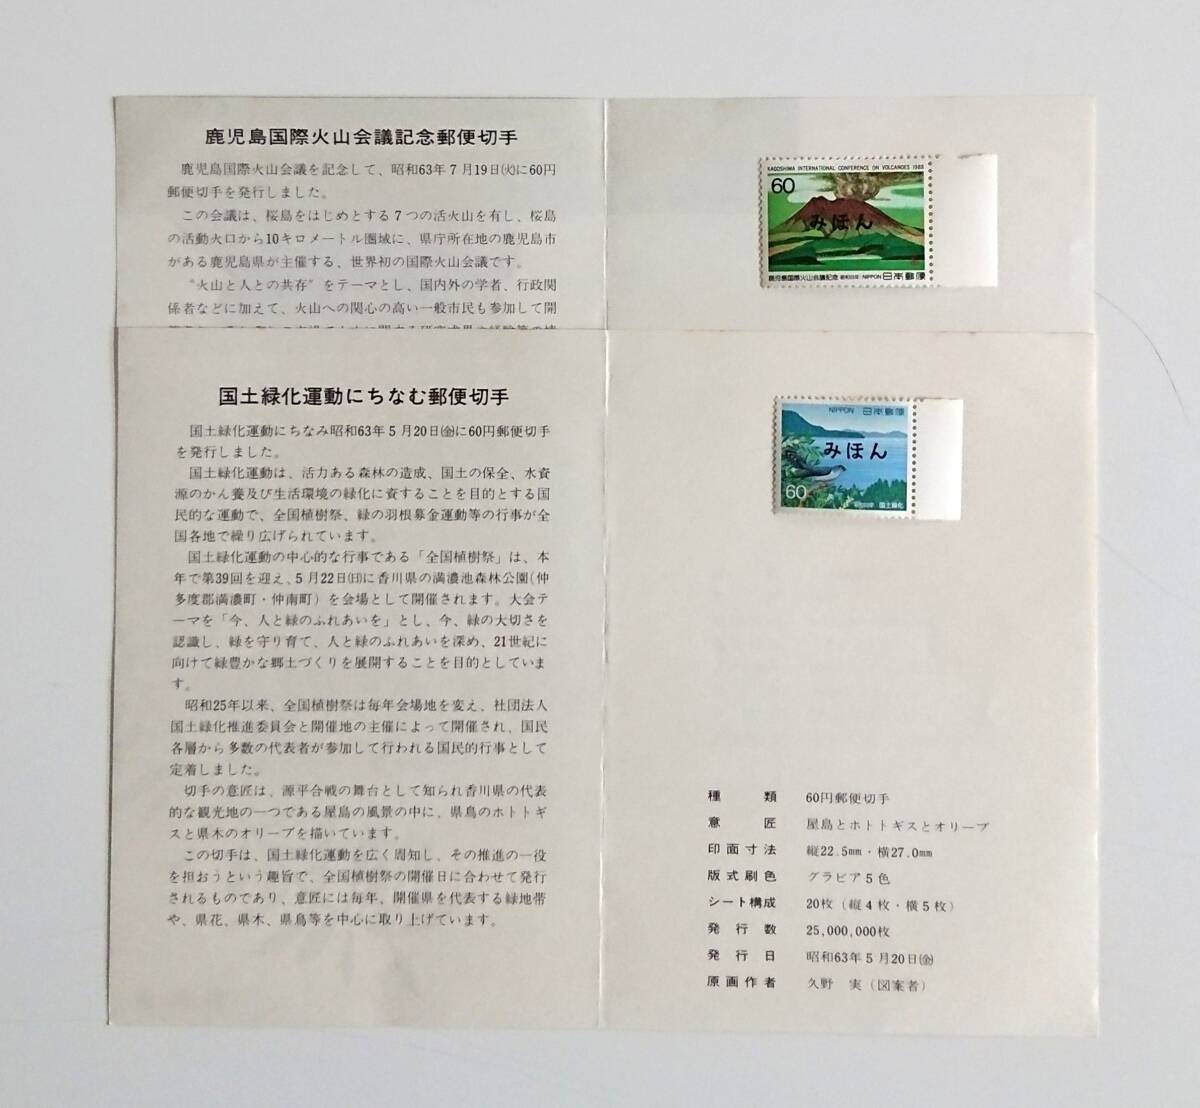 鹿児島国際火山会議記念郵便切手
鹿児島国際火山会議を記念して、昭和63年7月19日㈫に60円
郵便切手を発行しました。
この会議は、桜島をはじめとする7つの活火山を有し、桜島
の活動火口から10キロメートル圏域に、県庁所在地の鹿児島市
がある鹿児島県が主催する、世界初の国際火山会議です。
"火山と人との共存"をテーマとし、国内外の学者、行政関
係者などに加えて、火山への関心の高い一般市民も参加して開
KAGOSHIMA INTERNATIONAL CONFERENCE ON VOLCANOES 1988
60
みほん
鹿児島国際火山会議記念 昭和63年 NIPPON 日本郵便
国土緑化運動にちなむ郵便切手
国土緑化運動にちなみ昭和63年5月20日㈮に60円郵便切手
を発行しました。
国土緑化運動は、活力ある森林の造成、国土の保全、水資
源のかん養及び生活環境の緑化に資することを目的とする国
民的な運動で、全国植樹祭、緑の羽根募金運動等の行事が全
国各地で繰り広げられています。
国土緑化運動の中心的な行事である「全国植樹祭」は、本
年で第39回を迎え、5月22日㈰に香川県の満濃池森林公園(仲
多度郡満濃町・仲南町)を会場として開催されます。大会テ
ーマを「今、人と緑のふれあいを」とし、今、緑の大切さを
認識し、緑を守り育て、人と緑のふれあいを深め、21世紀に
向けて緑豊かな郷土づくりを展開することを目的としていま
す。
昭和25年以来、全国植樹祭は毎年会場地を変え、社団法人
国土緑化推進委員会と開催地の主催によって開催され、国民
各層から多数の代表者が参加して行われる国民的行事として
定着しました。
切手の意匠は、源平合戦の舞台として知られ香川県の代表
的な観光地の一つである屋島の風景の中に、県鳥のホトトギ
スと県木のオリーブを描いています。
この切手は、国土緑化運動を広く周知し、その推進の一役
を担おうという趣旨で、全国植樹祭の開催日に合わせて発行
されるものであり、意匠には毎年、開催県を代表する緑地帯
や、県花、県木、県鳥等を中心に取り上げています。
NIPPON 日本郵便
みほん
60 昭和63年 国土緑化
種類 60円郵便切手
意匠 屋島とホトトギスとオリーブ
印面寸法 縦22.5mm・横27.0mm
版式刷色 グラビア5色
シート構成 20枚(縦4枚・横5枚)
発行数 25,000,000枚
発行日 昭和63年5月20日㈮
原画作者 久野 実(図案者)